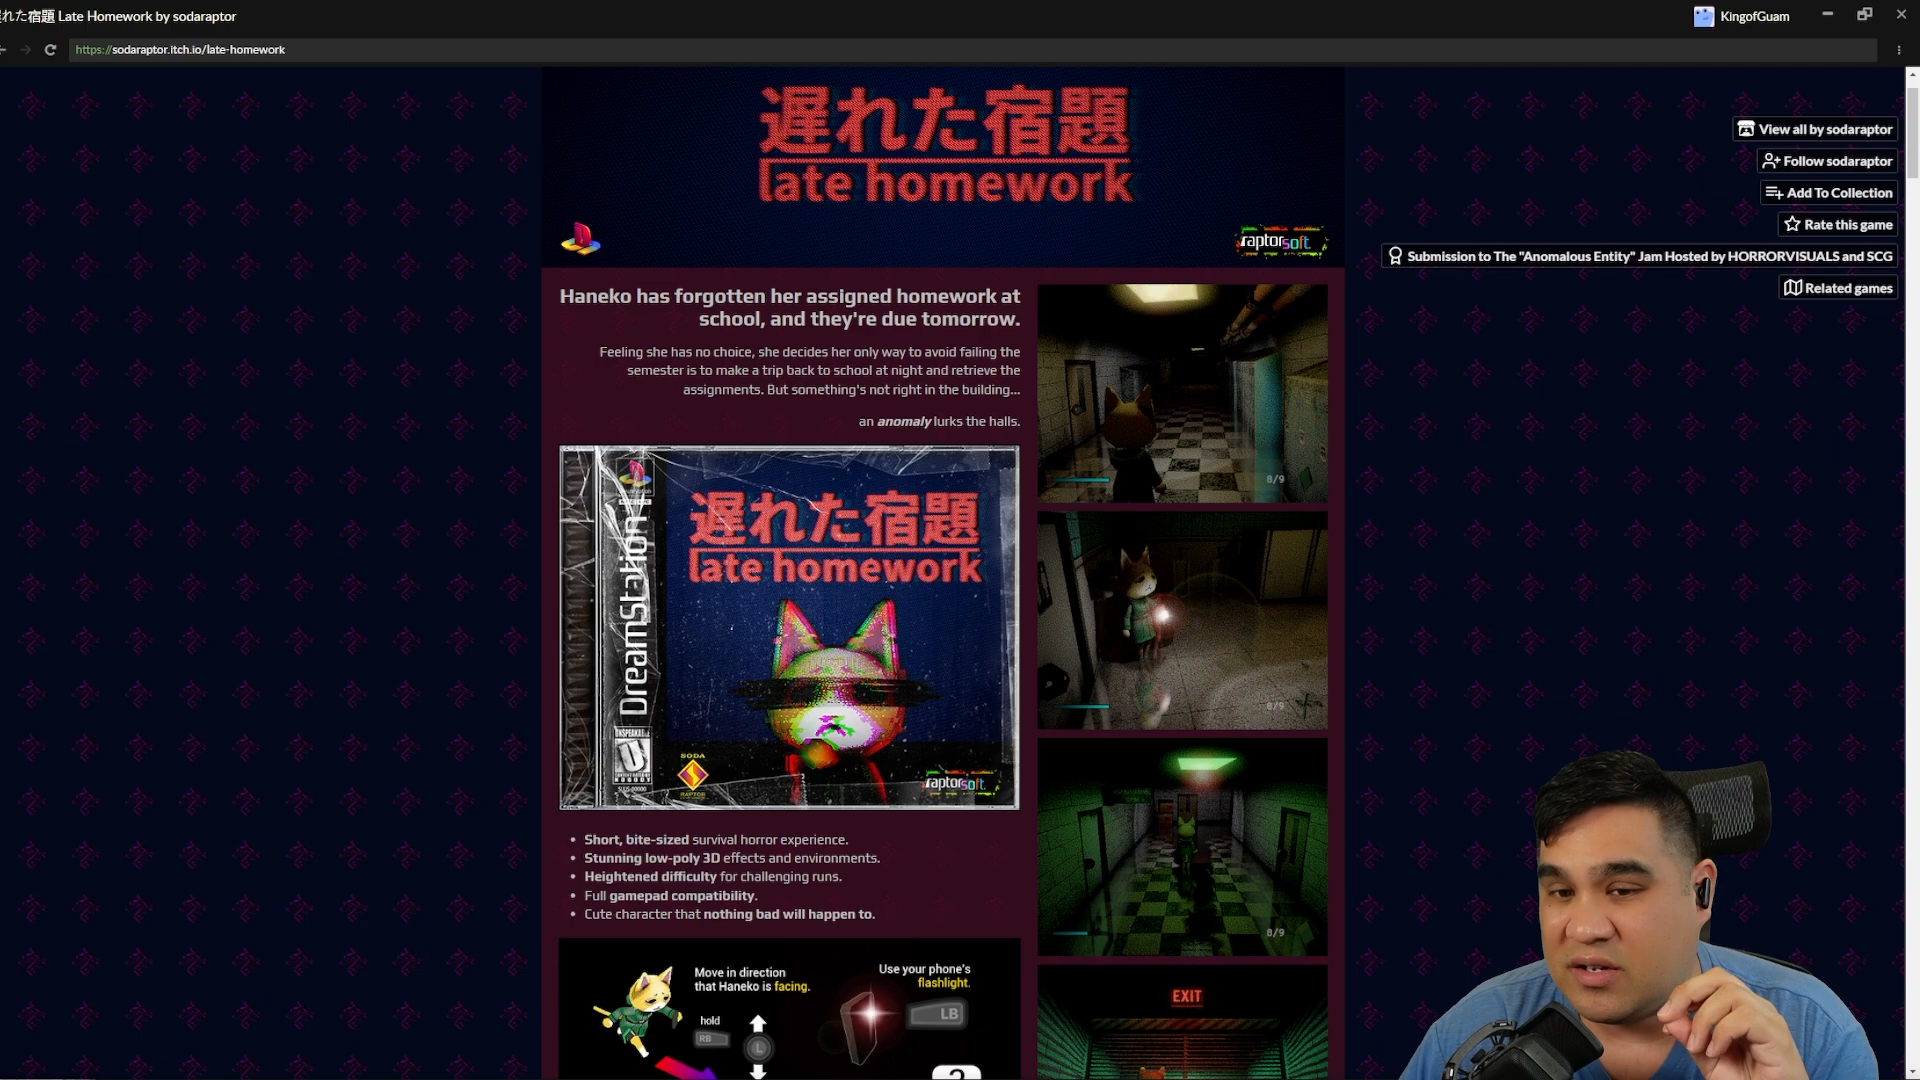 遅れた宿題 Late Homework by sodaraptor
KingofGuam
https://sodaraptor.itch.io/late-homework
遅れた宿題
late homework
raptorsoft
View all by sodaraptor
Follow sodaraptor
Add To Collection
Rate this game
Submission to The "Anomalous Entity" Jam Hosted by HORRORVISUALS and SCG
Related games
Haneko has forgotten her assigned homework at
school, and they're due tomorrow.
Feeling she has no choice, she decides her only way to avoid failing the
semester is to make a trip back to school at night and retrieve the
assignments. But something's not right in the building...
an anomaly lurks the halls.
DreamStation
遅れた宿題
late homework
SODA
RAPTOR
raptorsoft
8/9
8/9
8/9
EXIT
Short, bite-sized survival horror experience.
Stunning low-poly 3D effects and environments.
Heightened difficulty for challenging runs.
Full gamepad compatibility.
Cute character that nothing bad will happen to.
Move in direction
that Haneko is facing.
hold
RB
L
Use your phone's
flashlight.
LB
?